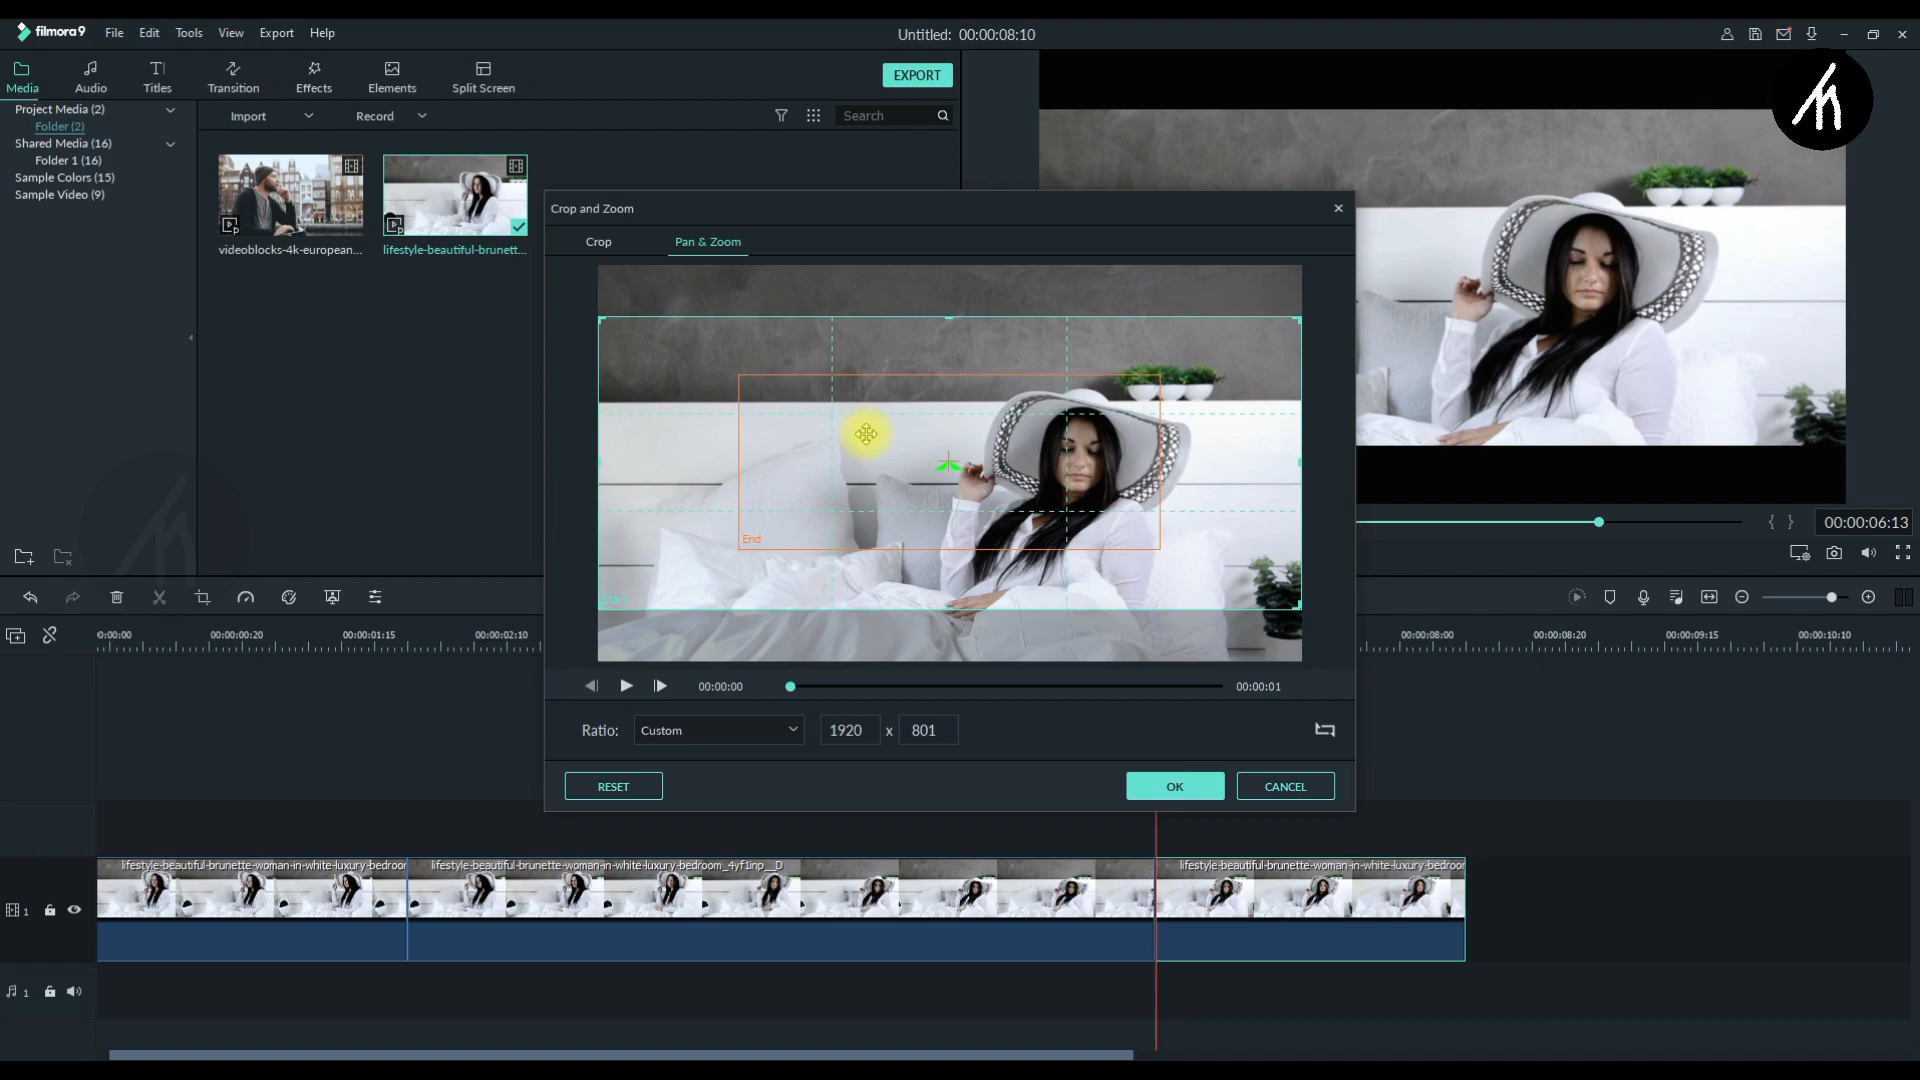 filmora9 File Edit Tools View Export Help
Untitled: 00:00:08:10
Media Audio Titles Transition Effects Elements Split Screen
EXPORT
Project Media (2)
Folder (2)
Shared Media (16)
Folder 1 (16)
Sample Colors (15)
Sample Video (9)
Import Record Search
videoblocks-4k-european... lifestyle-beautiful-brunett...
Crop and Zoom
Crop Pan & Zoom
End
Start
00:00:00 00:00:01
Ratio: Custom 1920 x 801
RESET OK CANCEL
{ } 00:00:06:13
0:00:00 00:00:00:20 00:00:01:15 00:00:02:10 00:00:08:00 00:00:08:20 00:00:09:15 00:00:10:10
lifestyle-beautiful-brunette-woman-in-white-luxury-bedroor lifestyle-beautiful-brunette-woman-in-white-luxury-bedroom_4yf1inp__D lifestyle-beautiful-brunette-woman-in-white-luxury-bedroor
1
1